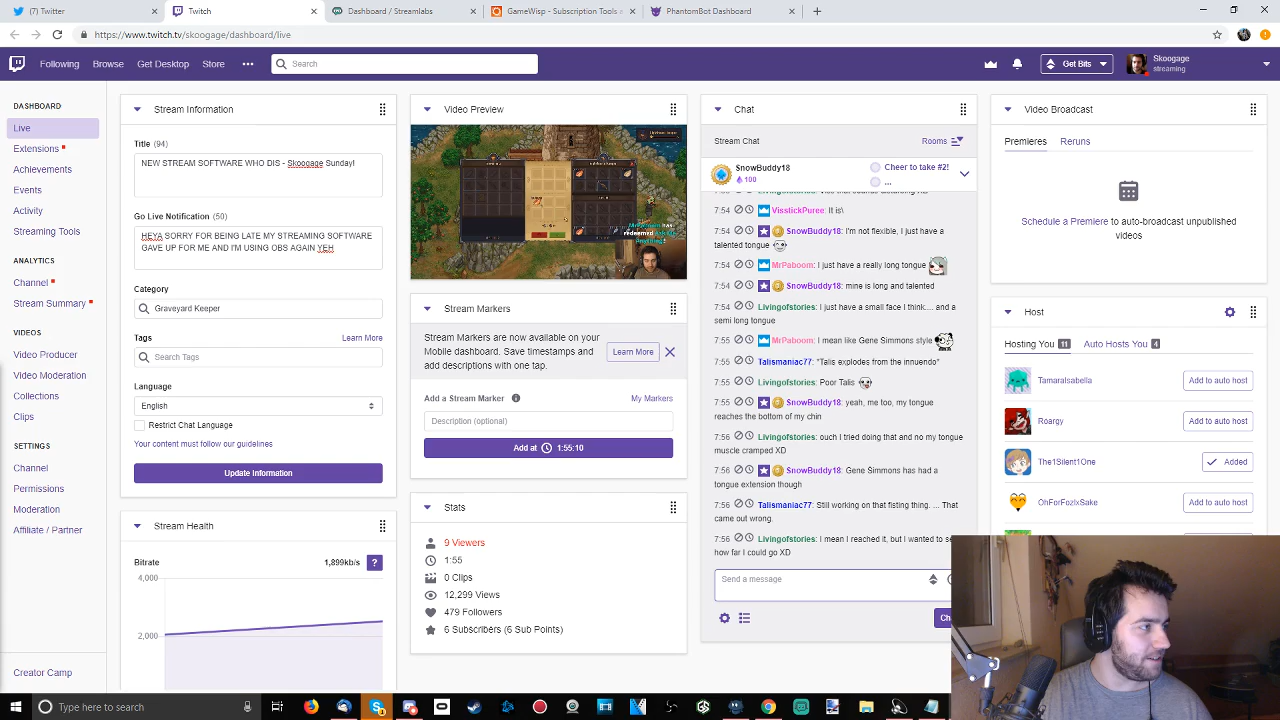 Twitter
Twitch
Dashboard / Streamlabs
GameWisp - Subscription Tools a
PhantomBot Dashboard
https://www.twitch.tv/skoogage/dashboard/live
Following
Browse
Get Desktop
Store
Search
Get Bits
Skoogage
streaming
DASHBOARD
Live
Extensions
Achievements
Events
Activity
Streaming Tools
ANALYTICS
Channel
Stream Summary
VIDEOS
Video Producer
Video Moderation
Collections
Clips
SETTINGS
Channel
Permissions
Moderation
Affiliate / Partner
Creator Camp
Stream Information
Title (94)
NEW STREAM SOFTWARE WHO DIS - Skoogage Sunday!
Go Live Notification (50)
HEYA SORRY FOR BEING LATE MY STREAMING SOFTWARE
GAVE UP FOR ME AND I'M USING OBS AGAIN YEH
Category
Graveyard Keeper
Tags
Learn More
Search Tags
Language
English
Restrict Chat Language
Your content must follow our guidelines
Update Information
Stream Health
Bitrate
1,899kb/s
?
4,000
2,000
Video Preview
MrPaboom has
redeemed
Anything!
Stream Markers
Stream Markers are now available on your
Mobile dashboard. Save timestamps and
add descriptions with one tap.
Learn More
Add a Stream Marker
My Markers
Description (optional)
Add at 1:55:10
Stats
9 Viewers
1:55
0 Clips
12,299 Views
479 Followers
6 Subscribers (6 Sub Points)
Chat
Stream Chat
Rooms
SnowBuddy18
100
Cheer to take #2!
...
7:54 VisstickPuree: It is\
7:54 SnowBuddy18: I'm not flexible, I just have a
talented tongue
7:54 MrPaboom: I just have a really long tongue
7:54 SnowBuddy18: mine is long and talented
7:54 Livingofstories: I just have a small face I think.... and a
semi long tongue
7:54 MrPaboom: I mean like Gene Simmons style
7:55 Talismaniac77: "Talis explodes from the innuendo"
7:55 Livingofstories: Poor Talis
7:55 SnowBuddy18: yeah, me too, my tongue
reaches the bottom of my chin
7:56 Livingofstories: ouch I tried doing that and no my tongue
muscle cramped XD
7:56 SnowBuddy18: Gene Simmons has had a
tongue extension though
7:56 Talismaniac77: Still working on that fisting thing. ... That
came out wrong.
7:56 Livingofstories: I mean I reached it, but I wanted to
how far I could go XD
Send a message
Video Broadcast
Premieres
Reruns
Schedule a Premiere to auto-broadcast unpublished
videos
Host
Hosting You 11
Auto Hosts You 4
TamaraIsabella
Add to auto host
Roargy
Add to auto host
The1Silent1One
Added
OhForFozIxSake
Add to auto host
Type here to search